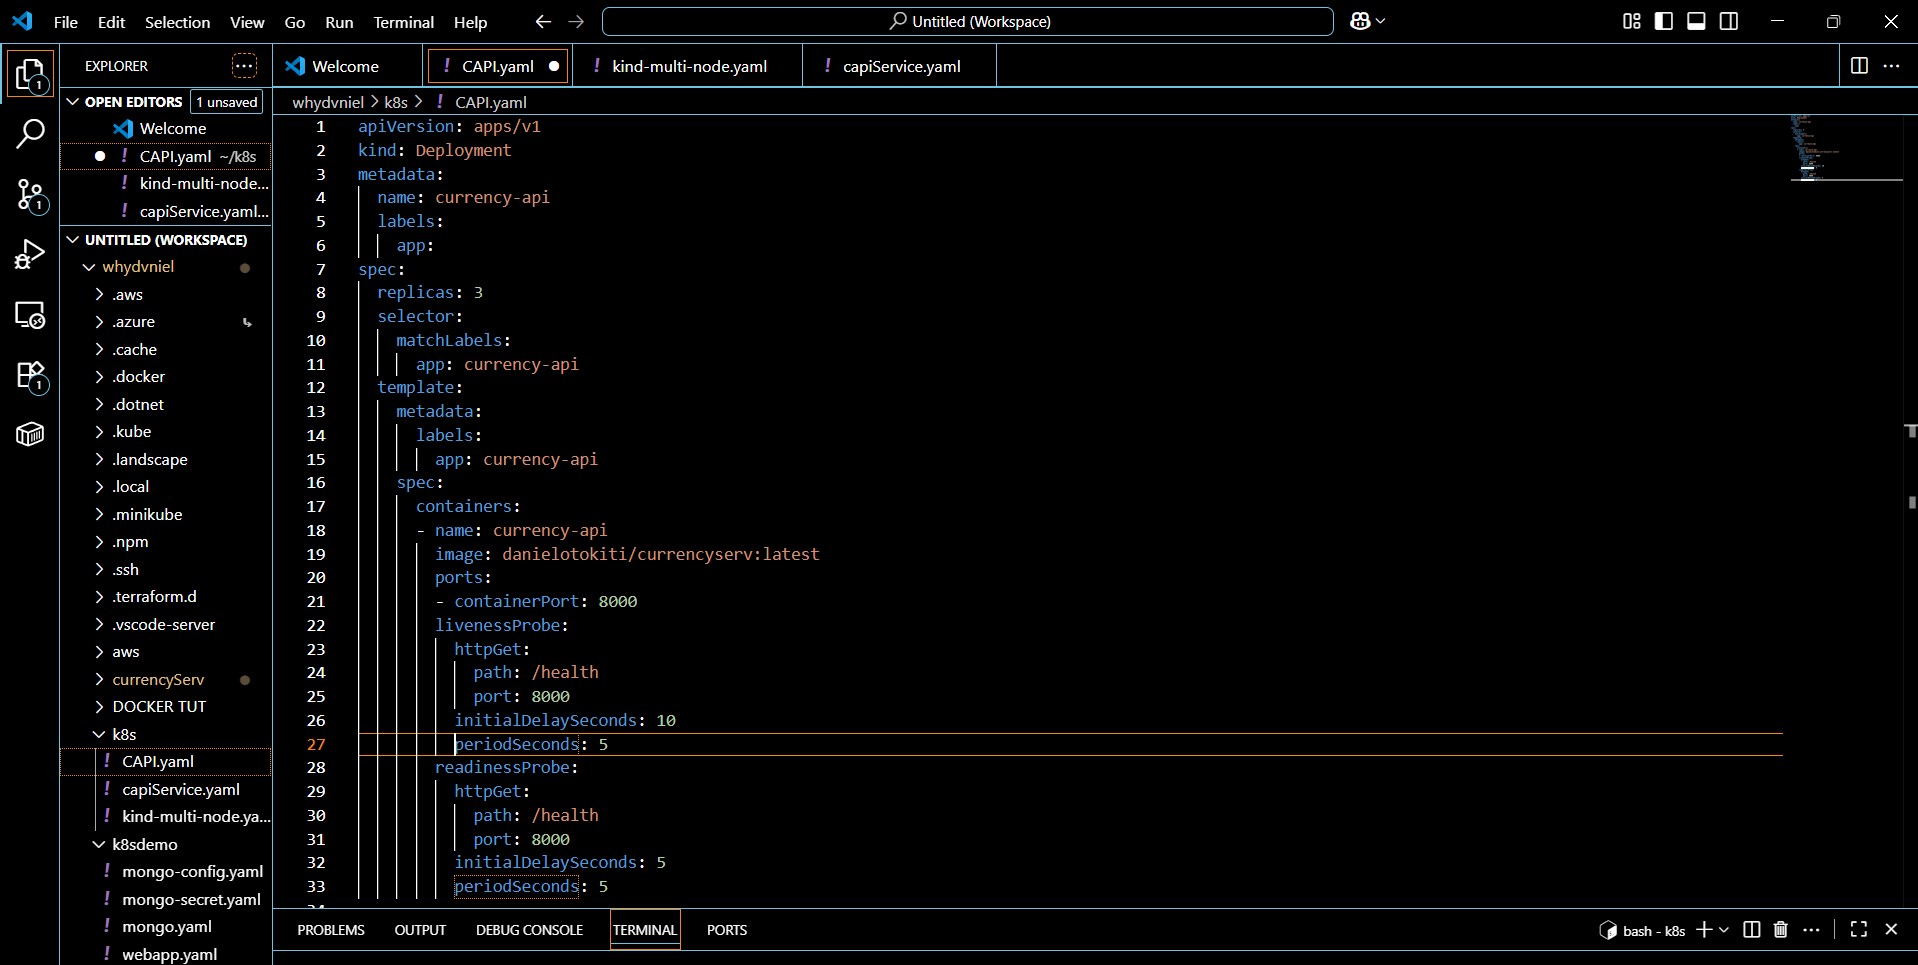 File Edit Selection View Go Run Terminal Help
Untitled (Workspace)
EXPLORER
OPEN EDITORS 1 unsaved
Welcome
CAPI.yaml ~/k8s
kind-multi-node...
capiService.yaml...
UNTITLED (WORKSPACE)
whydvniel
.aws
.azure
.cache
.docker
.dotnet
.kube
.landscape
.local
.minikube
.npm
.ssh
.terraform.d
.vscode-server
aws
currencyServ
DOCKER TUT
k8s
CAPI.yaml
capiService.yaml
kind-multi-node.ya...
k8sdemo
mongo-config.yaml
mongo-secret.yaml
mongo.yaml
webapp.yaml
1
1
1
Welcome ! CAPI.yaml ! kind-multi-node.yaml ! capiService.yaml
whydvniel > k8s > ! CAPI.yaml
1 apiVersion: apps/v1
2 kind: Deployment
3 metadata:
4 name: currency-api
5 labels:
6 app:
7 spec:
8 replicas: 3
9 selector:
10 matchLabels:
11 app: currency-api
12 template:
13 metadata:
14 labels:
15 app: currency-api
16 spec:
17 containers:
18 - name: currency-api
19 image: danielotokiti/currencyserv:latest
20 ports:
21 - containerPort: 8000
22 livenessProbe:
23 httpGet:
24 path: /health
25 port: 8000
26 initialDelaySeconds: 10
27 periodSeconds: 5
28 readinessProbe:
29 httpGet:
30 path: /health
31 port: 8000
32 initialDelaySeconds: 5
33 periodSeconds: 5
PROBLEMS OUTPUT DEBUG CONSOLE TERMINAL PORTS
bash - k8s